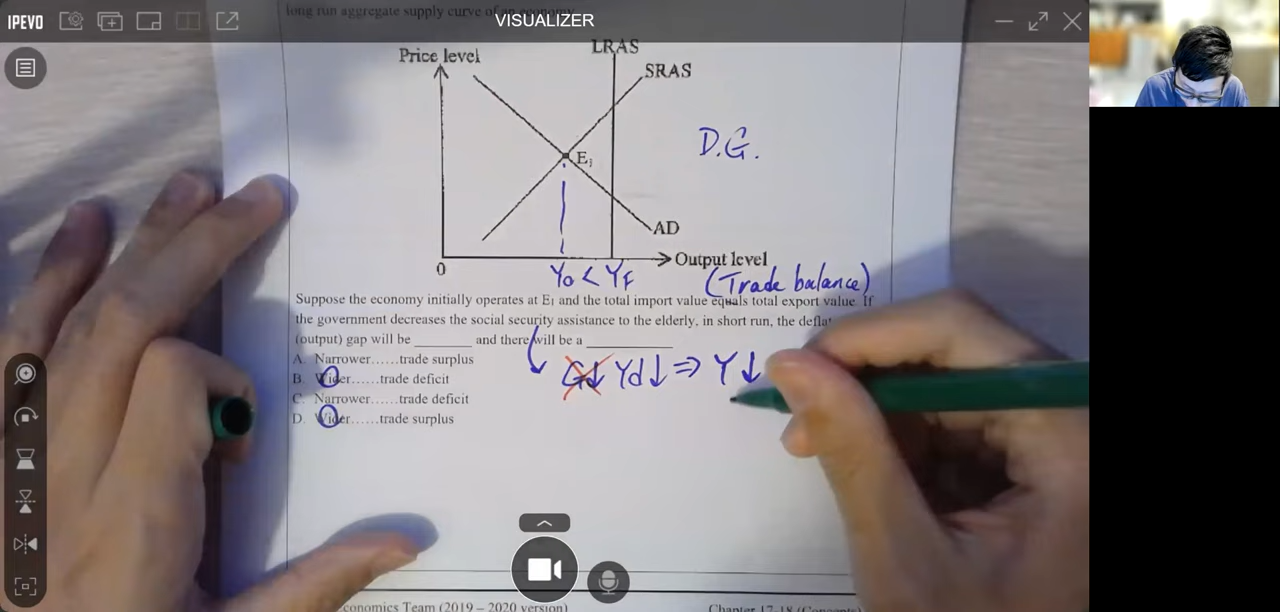 IPEVO
VISUALIZER
long run aggregate supply curve of an economy
Price level
LRAS
SRAS
D.G.
E₁
AD
0
Output level
Yo < YF
(Trade balance)
Suppose the economy initially operates at E₁ and the total import value equals total export value. If
the government decreases the social security assistance to the elderly, in short run, the
(output) gap will be ________ and there will be a ____________
A. Narrower......trade surplus
B. Wider......trade deficit
C. Narrower......trade deficit
D. Wider......trade surplus
G↓ Yd↓ ⇒ Y↓
Economics Team (2019 – 2020 version)
Chapter 17-18 (Concepts)